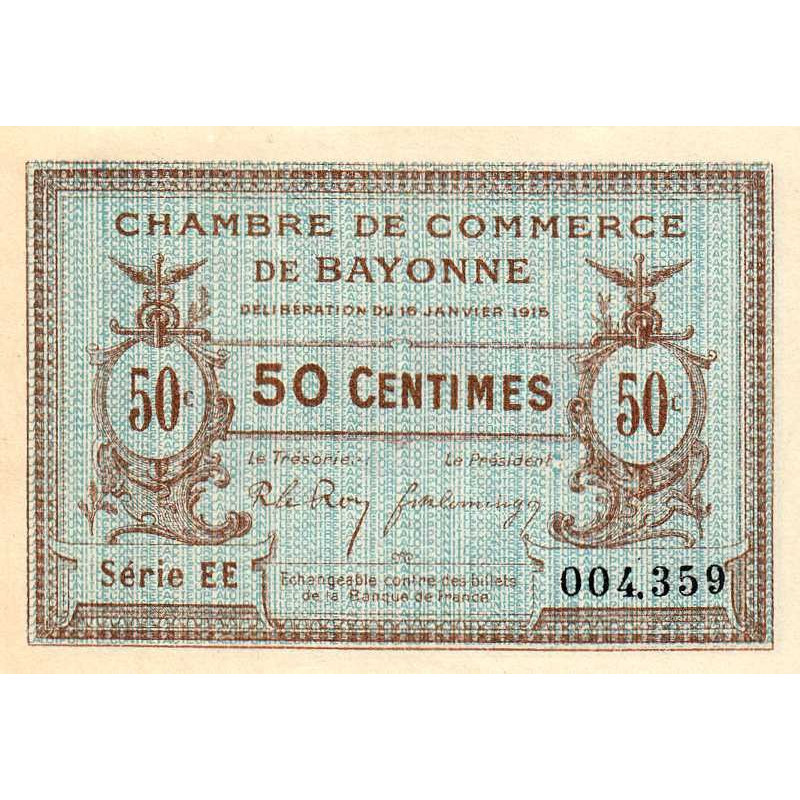 CHAMBRE DE COMMERCE
DE BAYONNE
DÉLIBÉRATION DU 16 JANVIER 1915
50c
50 CENTIMES
50c
Le Trésorier Le Président
Série EE
Echangeable contre des billets
de la Banque de France
004.359